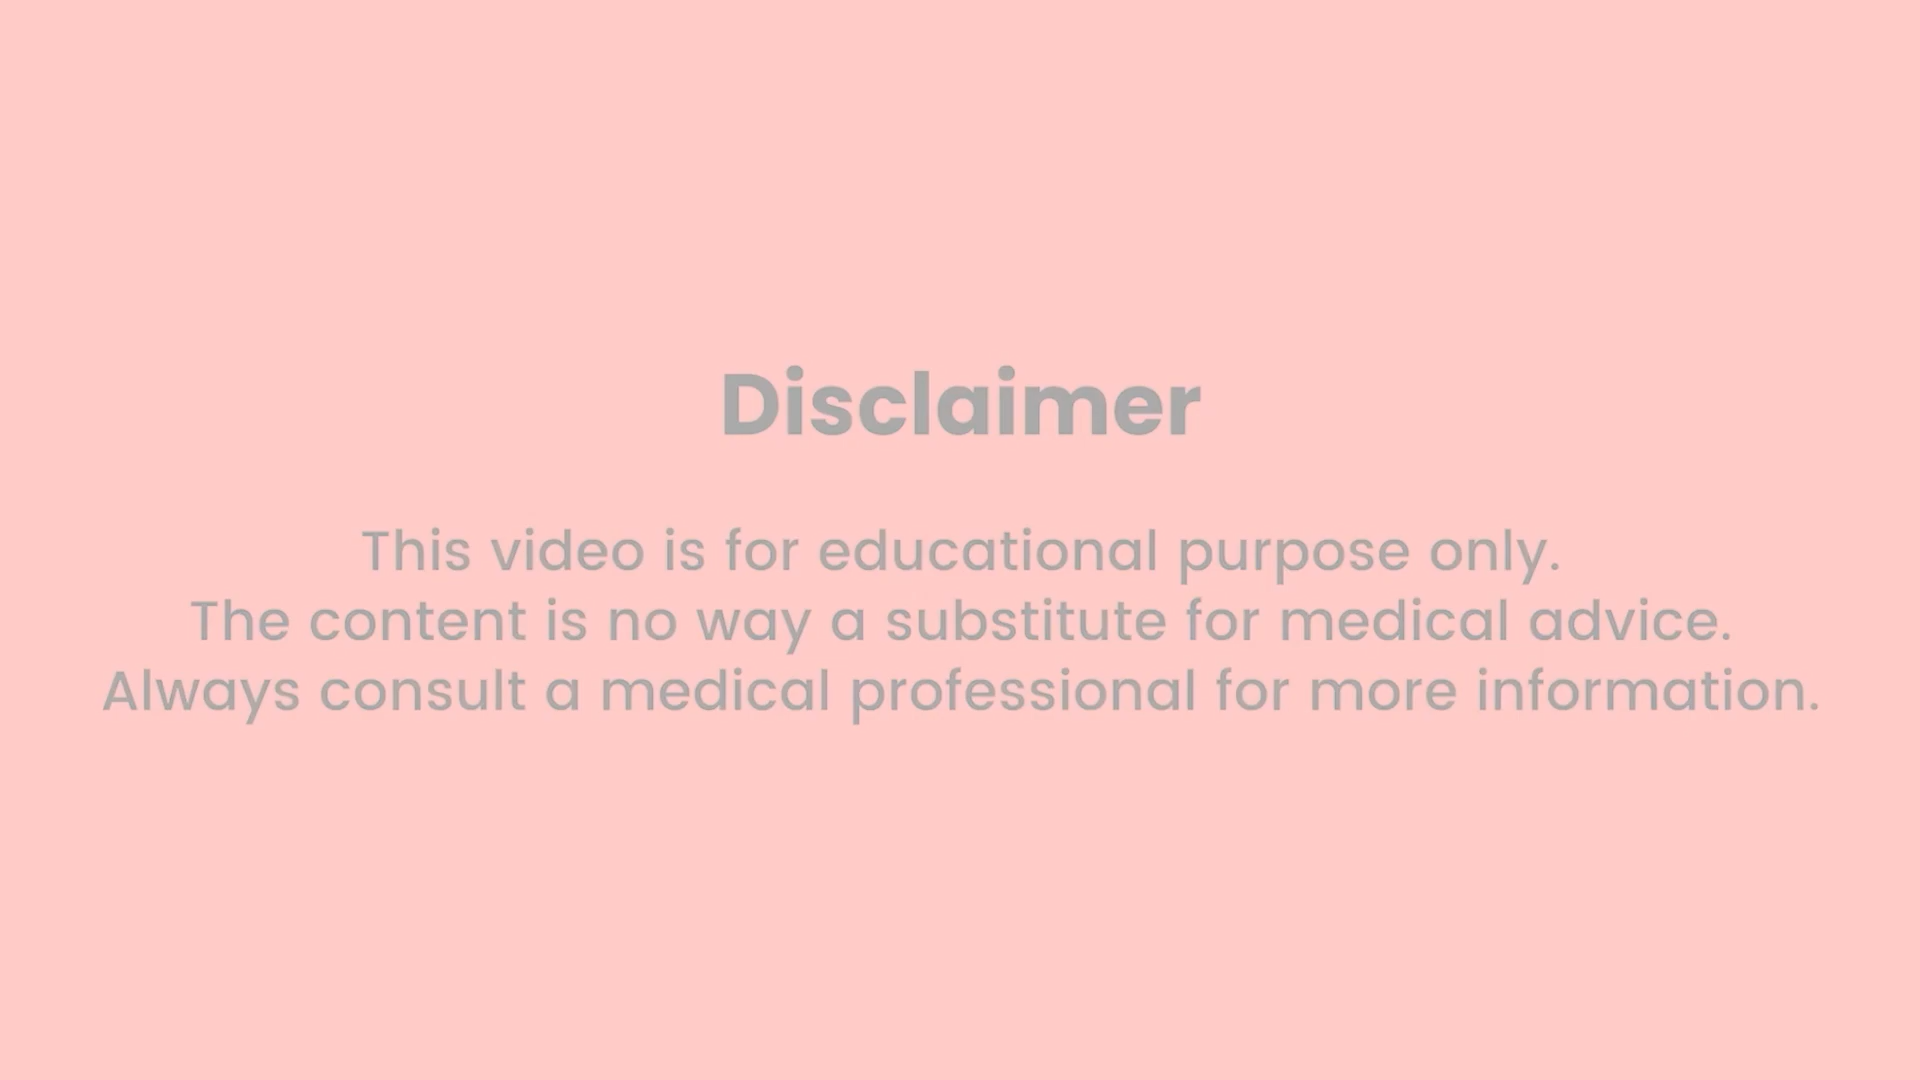 Disclaimer
This video is for educational purpose only.
The content is no way a substitute for medical advice.
Always consult a medical professional for more information.